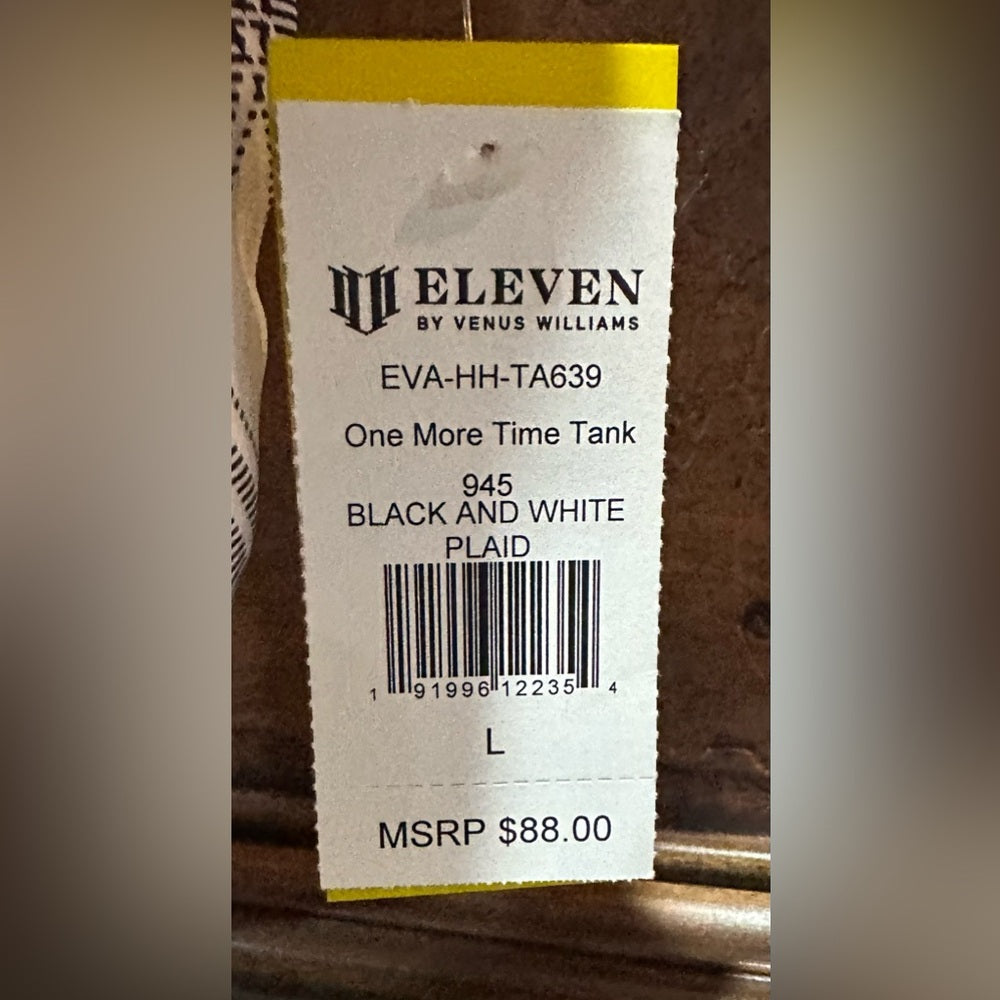 ELEVEN
BY VENUS WILLIAMS
EVA-HH-TA639
One More Time Tank
945
BLACK AND WHITE
PLAID
1 91996 12235 4
L
MSRP $88.00